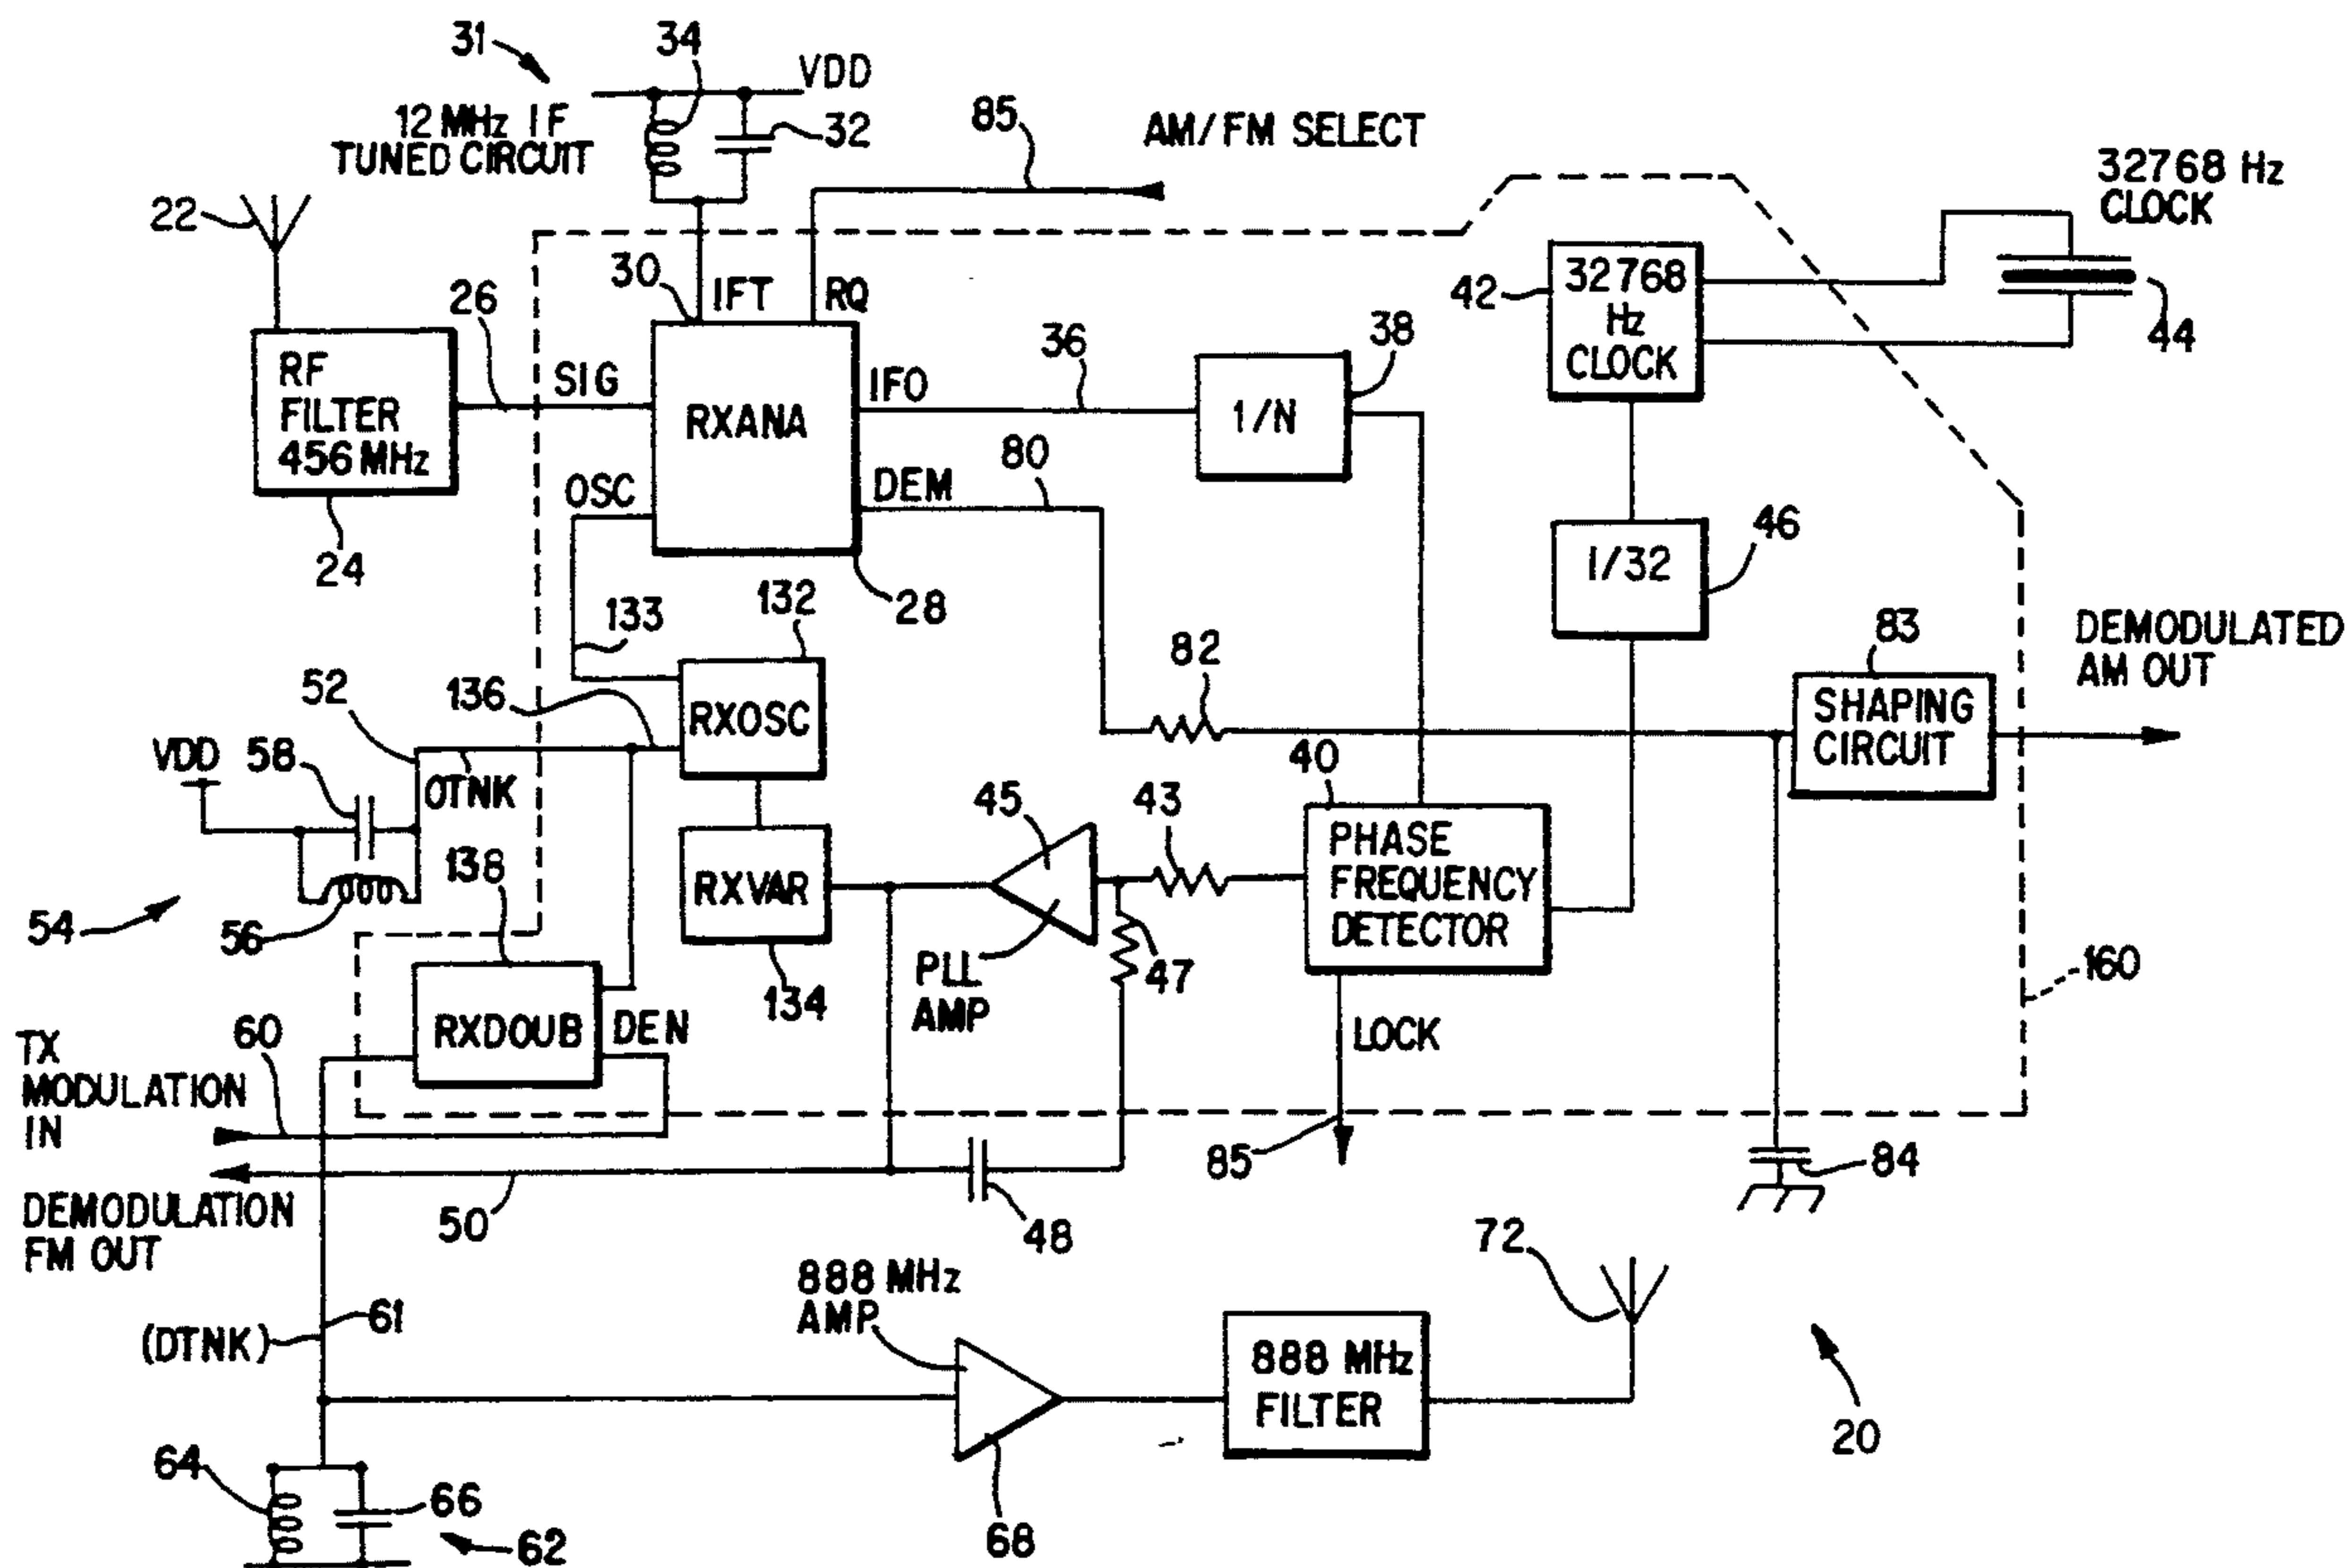 31
34
VDD
12 MHz IF
TUNED CIRCUIT
32
85
AM/FM SELECT
32768 Hz
CLOCK
22
30
IFT
RQ
42
32768
Hz
CLOCK
44
26
SIG
36
38
RF
FILTER
456 MHz
RXANA
IFO
1/N
80
DEM
OSC
24
28
1/32
46
133
132
82
83
DEMODULATED
AM OUT
52
136
RXOSC
SHAPING
CIRCUIT
VDD
58
OTNK
45
43
40
138
RXVAR
PHASE
FREQUENCY
DETECTOR
54
56
PLL
AMP
47
134
160
RXDOUB
DEN
LOCK
TX
MODULATION
IN
60
85
84
DEMODULATION
FM OUT
50
48
72
888 MHz
AMP
61
(DTNK)
888 MHz
FILTER
20
64
66
62
68